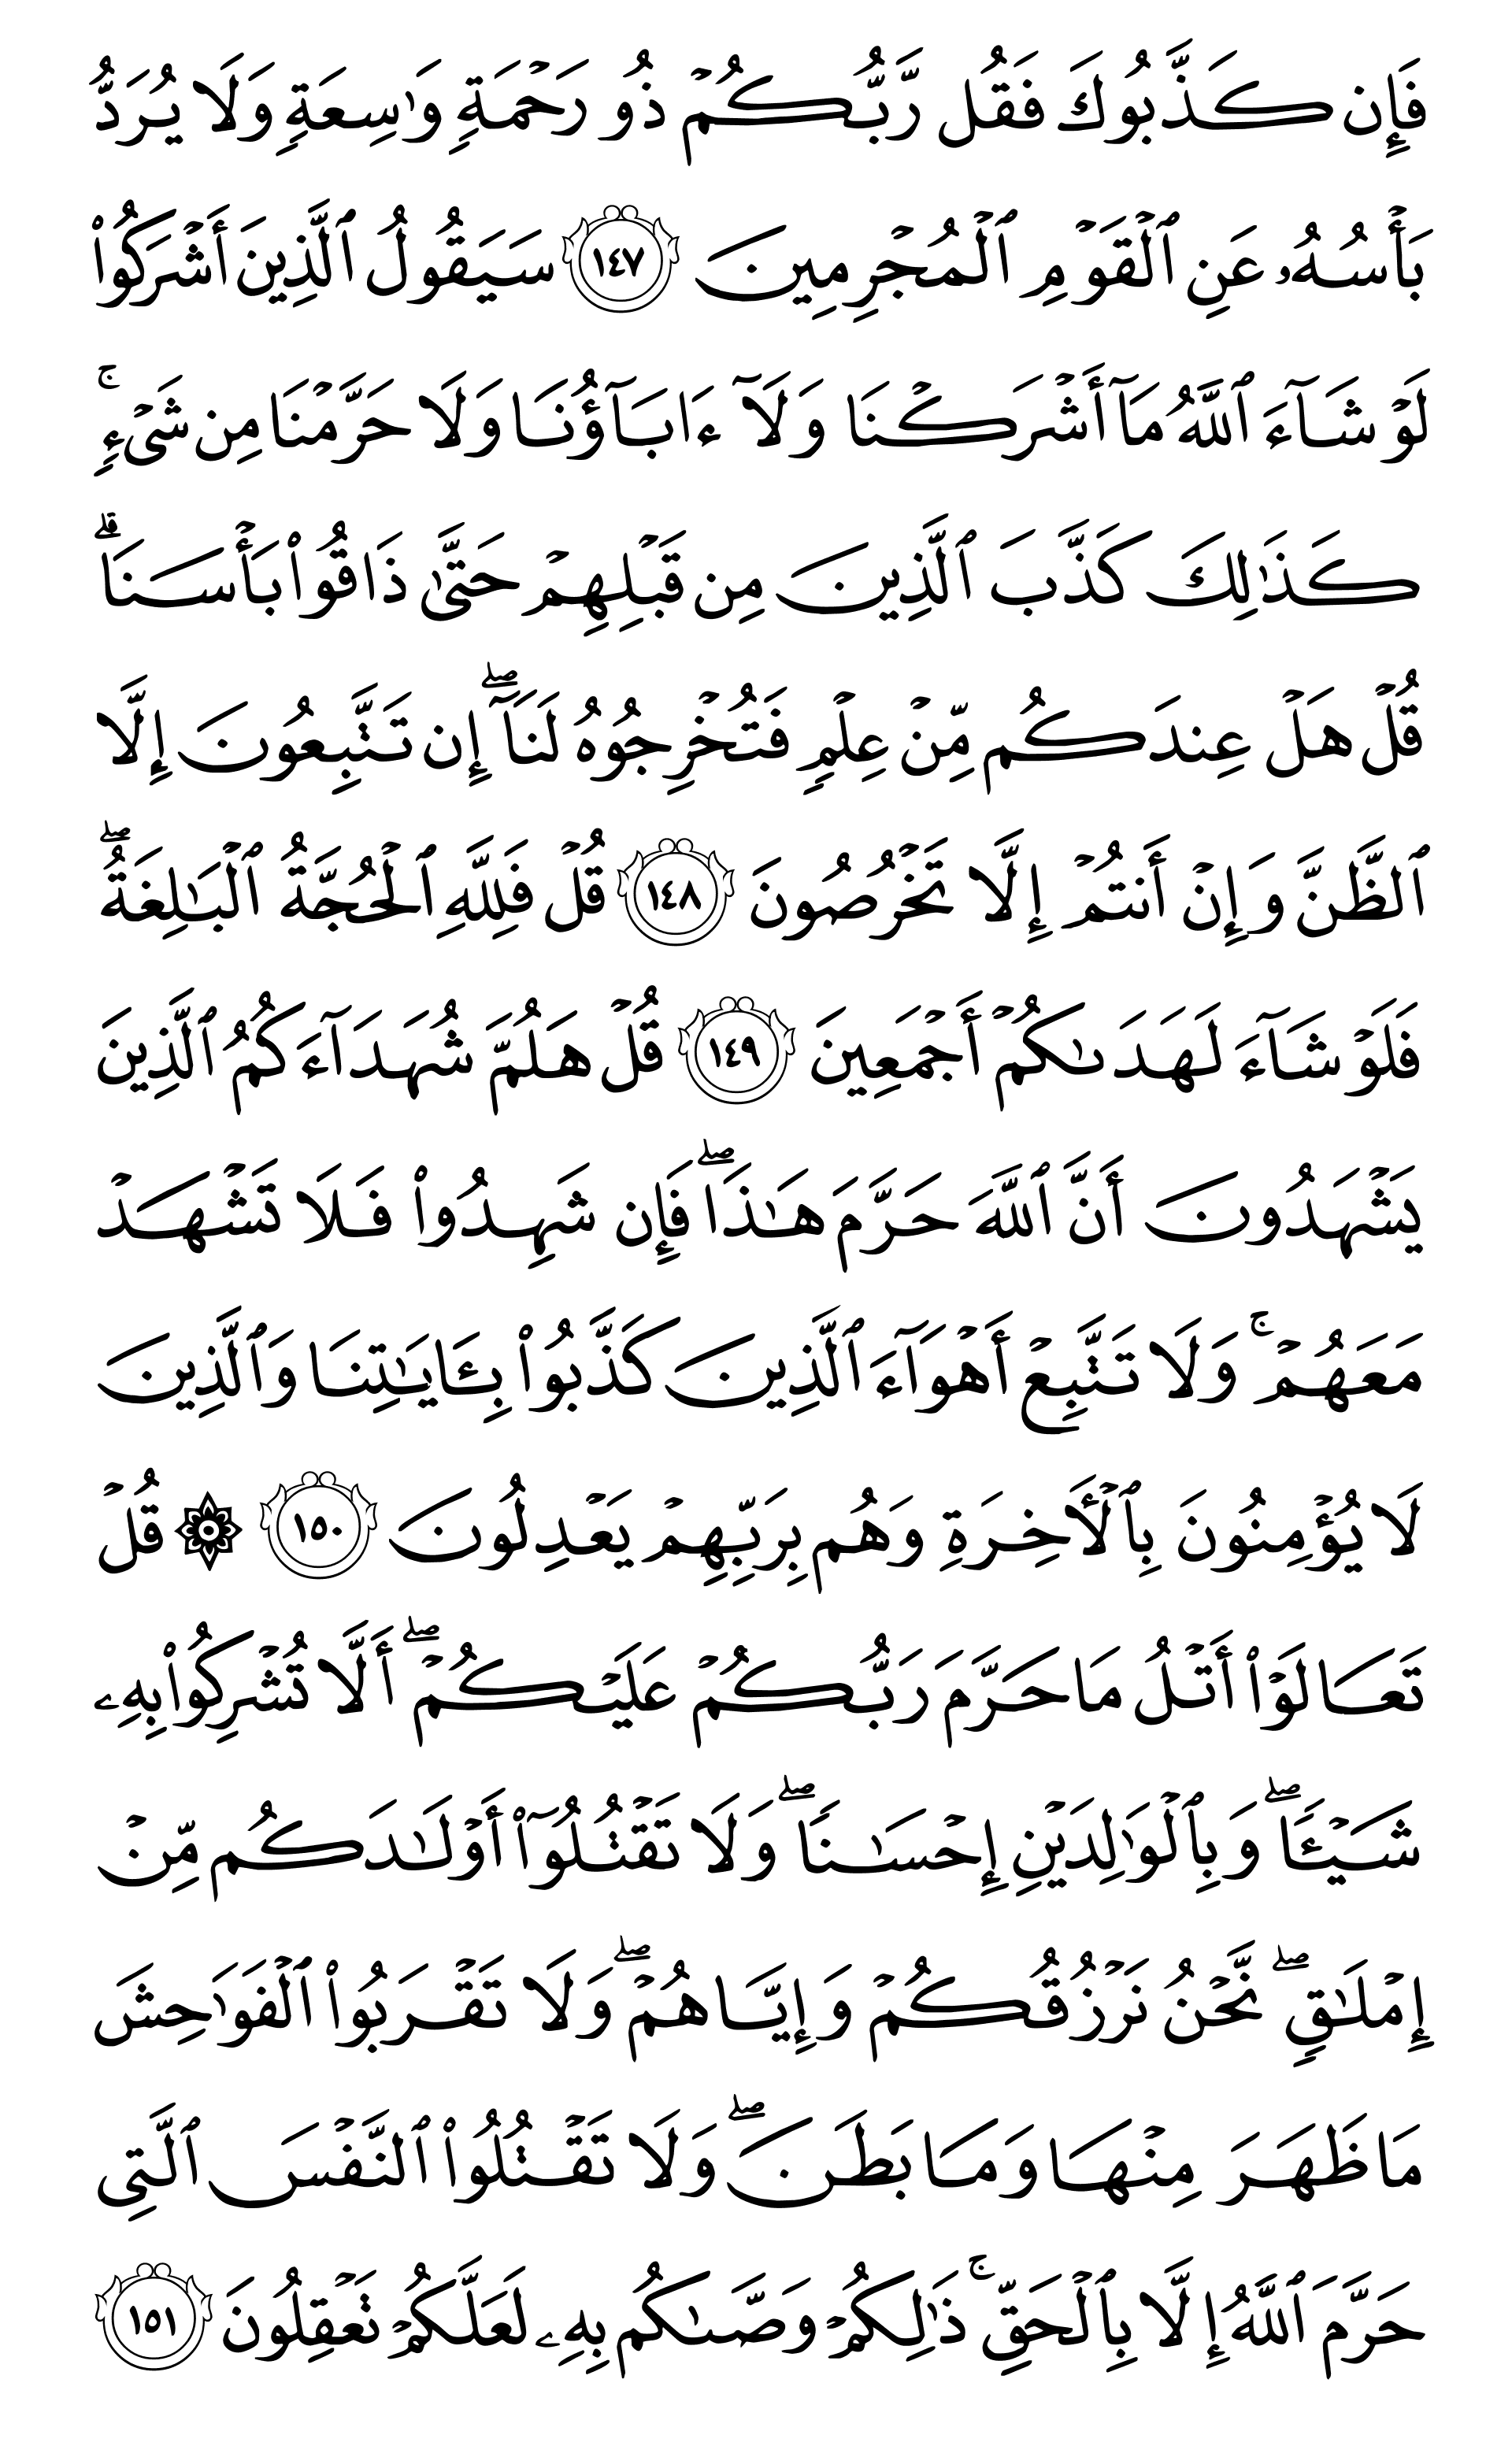 فَإِن كَذَّبُوكَ فَقُل رَّبُّكُمْ ذُو رَحْمَةٍ وَٰسِعَةٍ وَلَا يُرَدُّ
بَأْسُهُۥ عَنِ ٱلْقَوْمِ ٱلْمُجْرِمِينَ ١٤٧ سَيَقُولُ ٱلَّذِينَ أَشْرَكُوا۟
لَوْ شَآءَ ٱللَّهُ مَآ أَشْرَكْنَا وَلَآ ءَابَآؤُنَا وَلَا حَرَّمْنَا مِن شَىْءٍۚ
كَذَٰلِكَ كَذَّبَ ٱلَّذِينَ مِن قَبْلِهِمْ حَتَّىٰ ذَاقُوا۟ بَأْسَنَاۗ
قُلْ هَلْ عِندَكُم مِّنْ عِلْمٍ فَتُخْرِجُوهُ لَنَآۖ إِن تَتَّبِعُونَ إِلَّا
ٱلظَّنَّ وَإِنْ أَنتُمْ إِلَّا تَخْرُصُونَ ١٤٨ قُلْ فَلِلَّهِ ٱلْحُجَّةُ ٱلْبَٰلِغَةُۖ
فَلَوْ شَآءَ لَهَدَىٰكُمْ أَجْمَعِينَ ١٤٩ قُلْ هَلُمَّ شُهَدَآءَكُمُ ٱلَّذِينَ
يَشْهَدُونَ أَنَّ ٱللَّهَ حَرَّمَ هَٰذَاۖ فَإِن شَهِدُوا۟ فَلَا تَشْهَدْ
مَعَهُمْۚ وَلَا تَتَّبِعْ أَهْوَآءَ ٱلَّذِينَ كَذَّبُوا۟ بِـَٔايَٰتِنَا وَٱلَّذِينَ
لَا يُؤْمِنُونَ بِٱلْـَٔاخِرَةِ وَهُم بِرَبِّهِمْ يَعْدِلُونَ ١٥٠ ۞ قُلْ
تَعَالَوْا۟ أَتْلُ مَا حَرَّمَ رَبُّكُمْ عَلَيْكُمْۖ أَلَّا تُشْرِكُوا۟ بِهِۦ
شَيْـًٔاۖ وَبِٱلْوَٰلِدَيْنِ إِحْسَٰنًاۖ وَلَا تَقْتُلُوٓا۟ أَوْلَٰدَكُم مِّنْ
إِمْلَٰقٍۖ نَّحْنُ نَرْزُقُكُمْ وَإِيَّاهُمْۖ وَلَا تَقْرَبُوا۟ ٱلْفَوَٰحِشَ
مَا ظَهَرَ مِنْهَا وَمَا بَطَنَۖ وَلَا تَقْتُلُوا۟ ٱلنَّفْسَ ٱلَّتِى
حَرَّمَ ٱللَّهُ إِلَّا بِٱلْحَقِّۚ ذَٰلِكُمْ وَصَّىٰكُم بِهِۦ لَعَلَّكُمْ تَعْقِلُونَ ١٥١